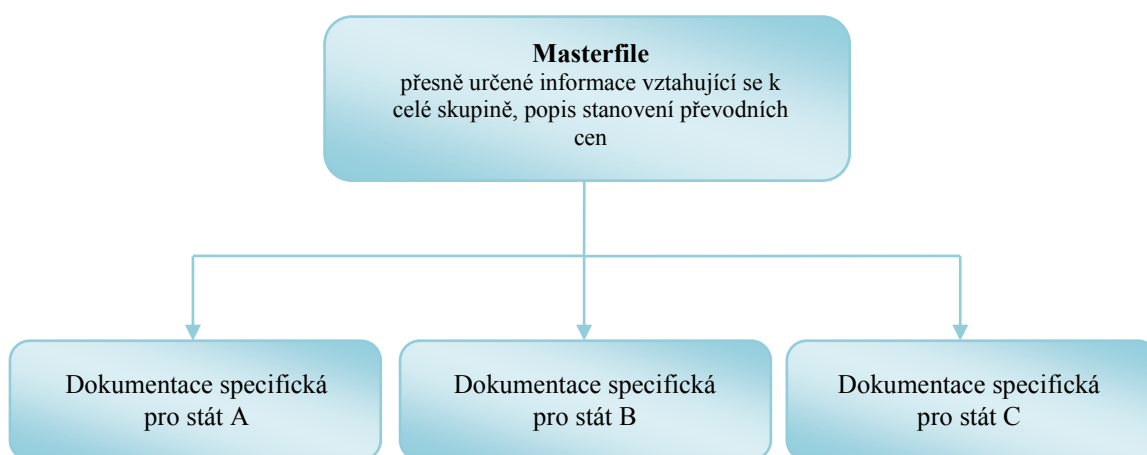 Masterfile
přesně určené informace vztahující se k
celé skupině, popis stanovení převodních
cen
Dokumentace specifická
pro stát A
Dokumentace specifická
pro stát B
Dokumentace specifická
pro stát C